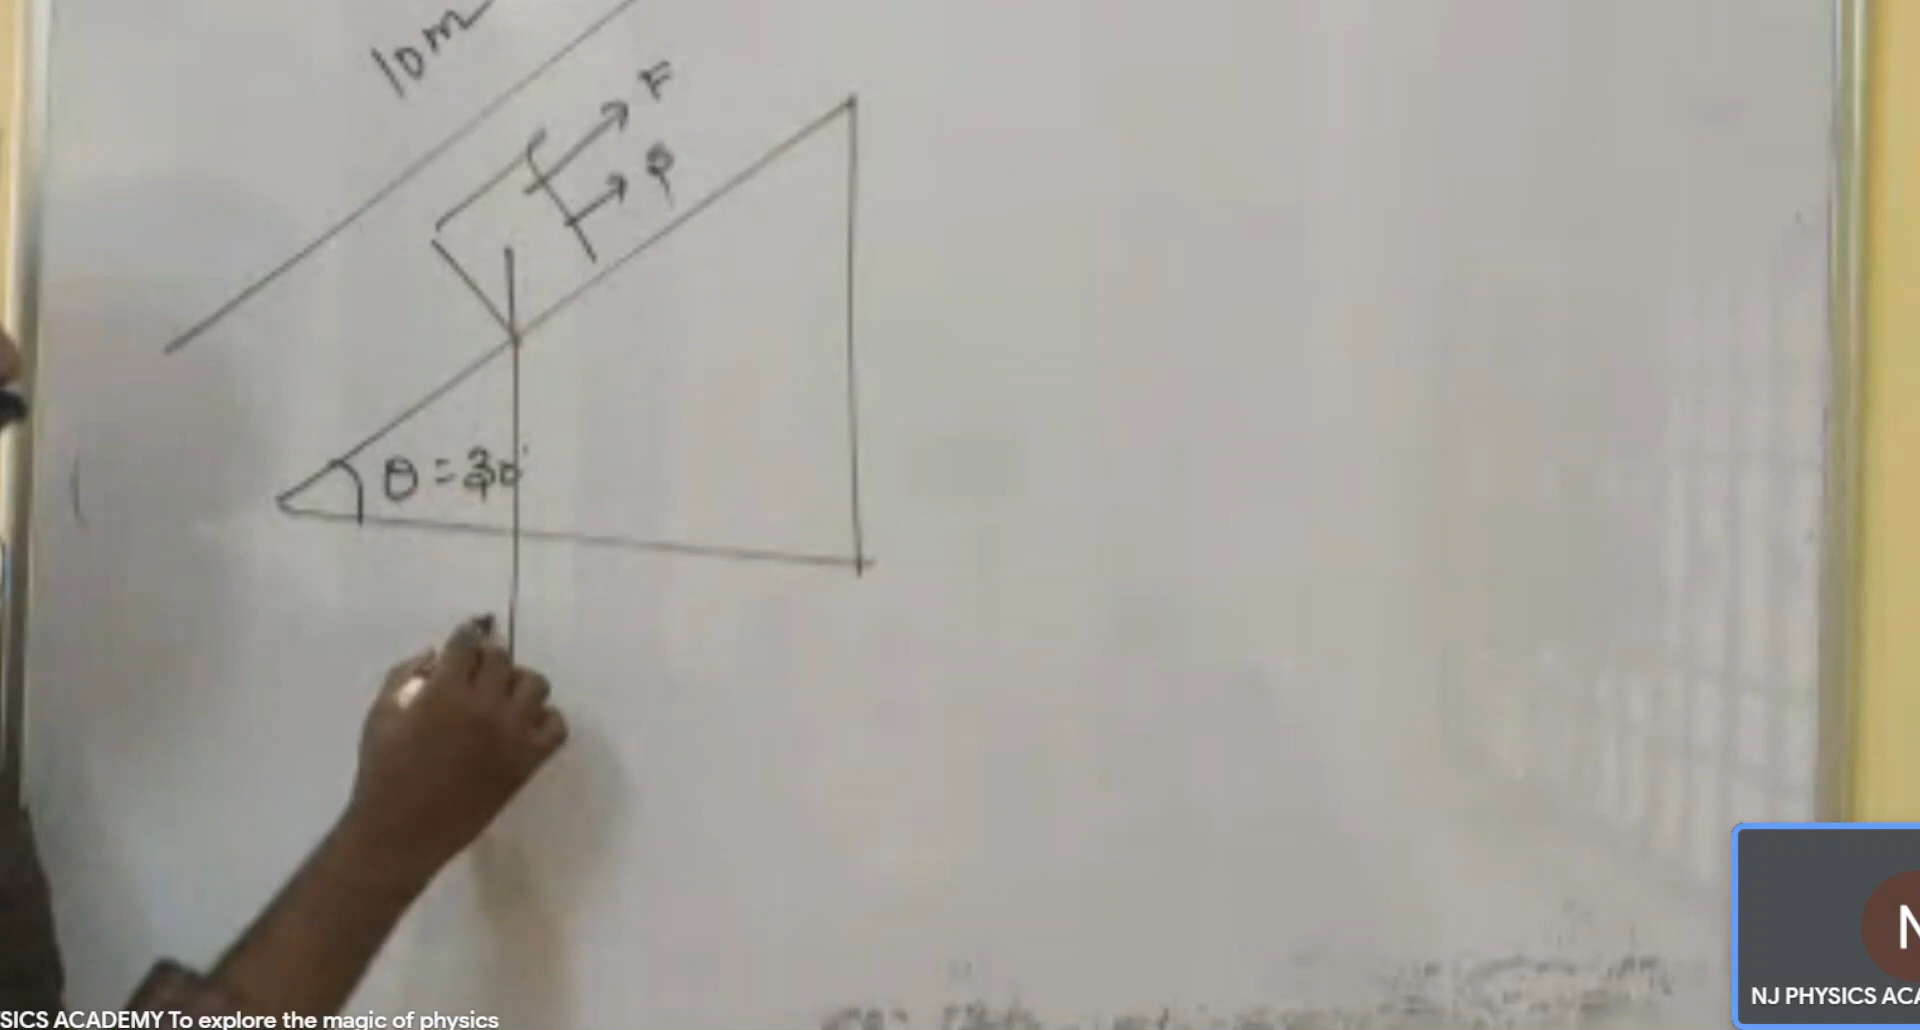 10m
F
θ = 30°
N
NJ PHYSICS ACA
SICS ACADEMY To explore the magic of physics